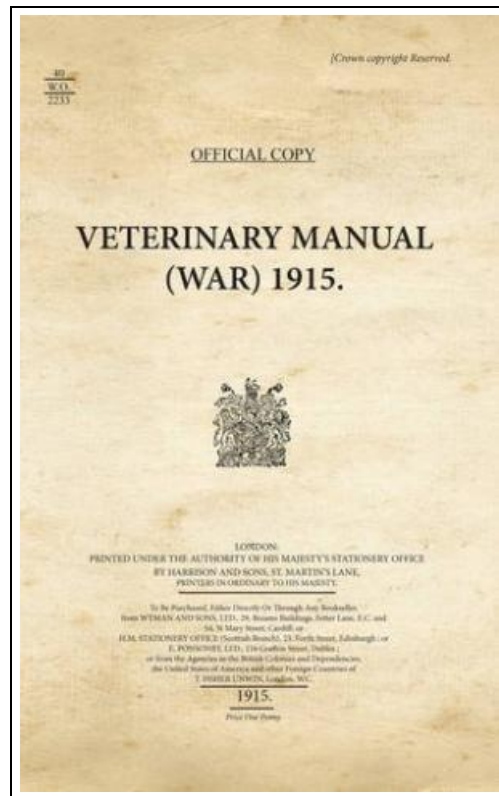 [Crown copyright Reserved.
40
W.O.
2233
OFFICIAL COPY
VETERINARY MANUAL
(WAR) 1915.
LONDON:
PRINTED UNDER THE AUTHORITY OF HIS MAJESTY'S STATIONERY OFFICE
BY HARRISON AND SONS, ST. MARTIN'S LANE,
PRINTERS IN ORDINARY TO HIS MAJESTY.
To Be Purchased, Either Directly Or Through Any Bookseller,
from WYMAN AND SONS, LTD., 29, Breams Buildings, Fetter Lane, E.C. and
54, St Mary Street, Cardiff; or
H.M. STATIONERY OFFICE (Scottish Branch), 23, Forth Street, Edinburgh; or
E. PONSONBY, LTD., 116 Grafton Street, Dublin;
or from the Agencies in the British Colonies and Dependencies,
the United States of America and other Foreign Countries of
T. FISHER UNWIN, London, W.C.
1915.
Price One Penny